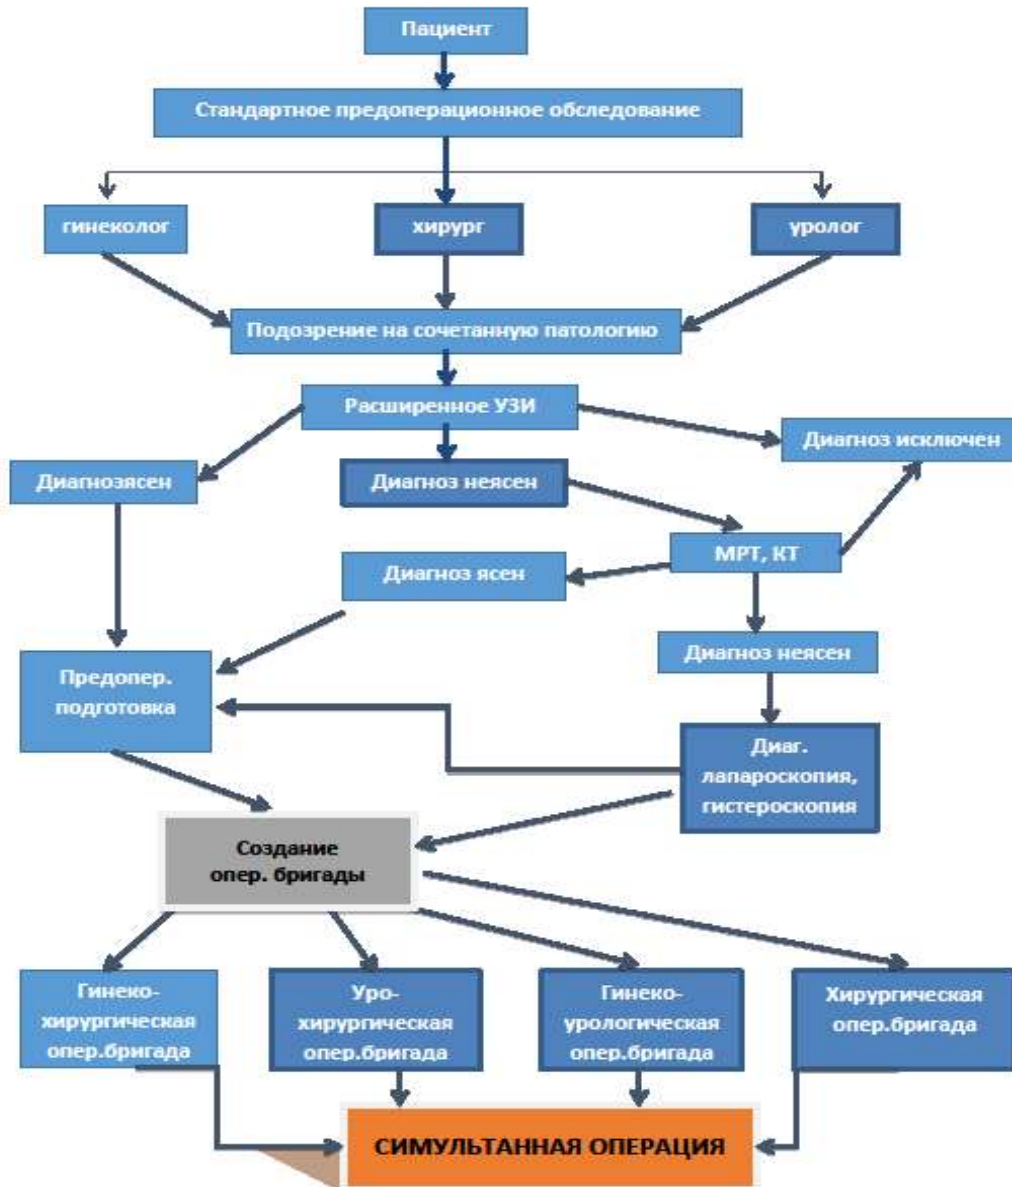 Пациент
Стандартное предоперационное обследование
гинеколог
хирург
уролог
Подозрение на сочетанную патологию
Расширенное УЗИ
Диагноз исключен
Диагнозясен
Диагноз неясен
МРТ, КТ
Диагноз ясен
Диагноз неясен
Предопер.
подготовка
Диаг.
лапароскопия,
гистероскопия
Создание
опер. бригады
Гинеко-
хирургическая
опер.бригада
Уро-
хирургическая
опер.бригада
Гинеко-
урологическая
опер.бригада
Хирургическая
опер.бригада
СИМУЛЬТАННАЯ ОПЕРАЦИЯ